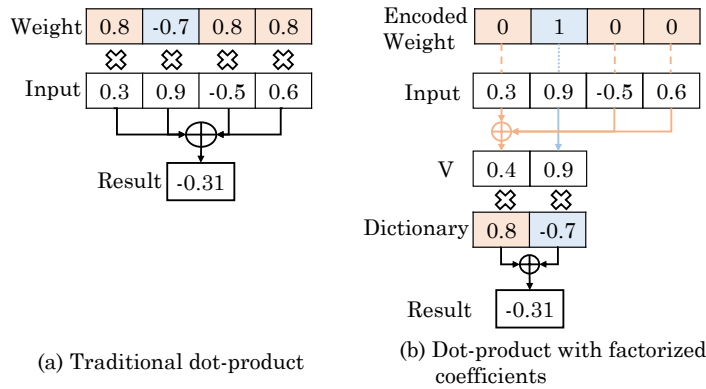 Weight 0.8 -0.7 0.8 0.8
Input 0.3 0.9 -0.5 0.6
Result -0.31
(a) Traditional dot-product
Encoded
Weight 0 1 0 0
Input 0.3 0.9 -0.5 0.6
V 0.4 0.9
Dictionary 0.8 -0.7
Result -0.31
(b) Dot-product with factorized
coefficients